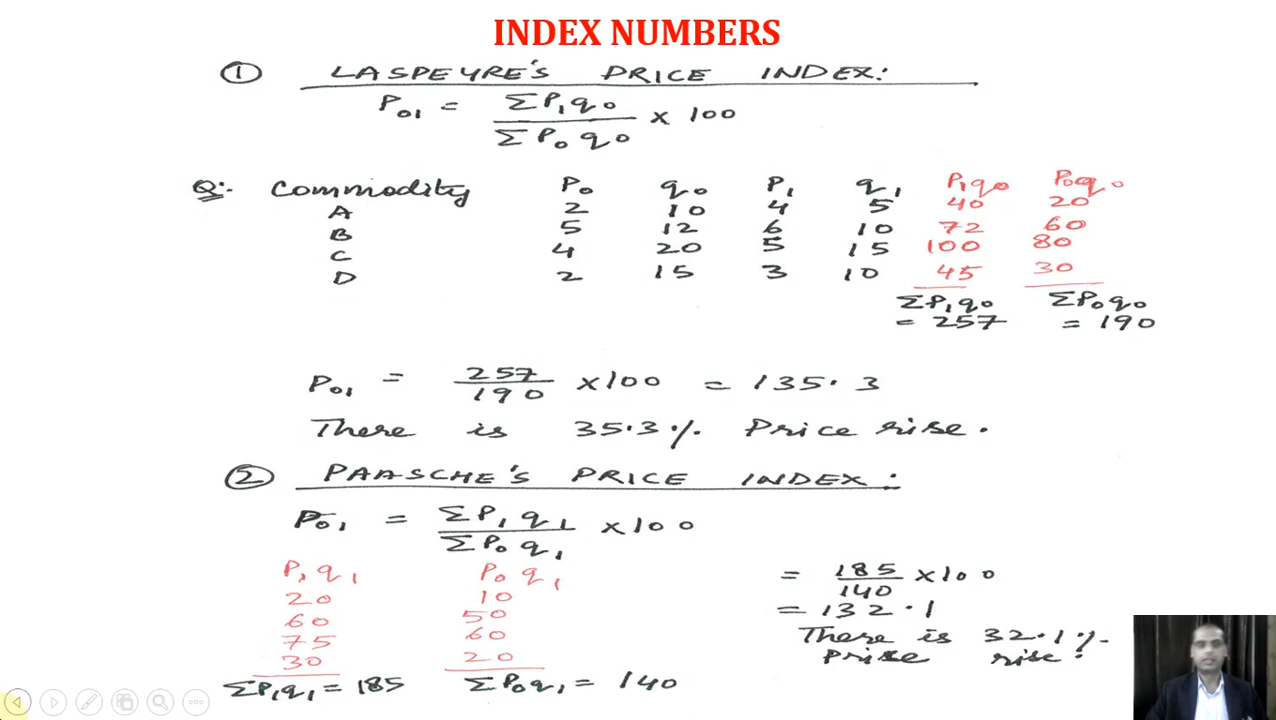 INDEX NUMBERS
① LASPEYRE'S PRICE INDEX:
P₀₁ = ΣP₁q₀ / ΣP₀q₀ × 100
Q:- Commodity P₀ q₀ P₁ q₁ P₁q₀ P₀q₀
A 2 10 4 5 40 20
B 5 12 6 10 72 60
C 4 20 5 15 100 80
D 2 15 3 10 45 30
ΣP₁q₀ ΣP₀q₀
= 257 = 190
P₀₁ = 257/190 × 100 = 135.3
There is 35.3% Price rise.
② PAASCHE'S PRICE INDEX:
P₀₁ = ΣP₁q₁ / ΣP₀q₁ × 100
P₁q₁ P₀q₁
20 10
60 50
75 60
30 20
ΣP₁q₁ = 185 ΣP₀q₁ = 140
= 185/140 × 100
= 132.1
There is 32.1%
Price rise.